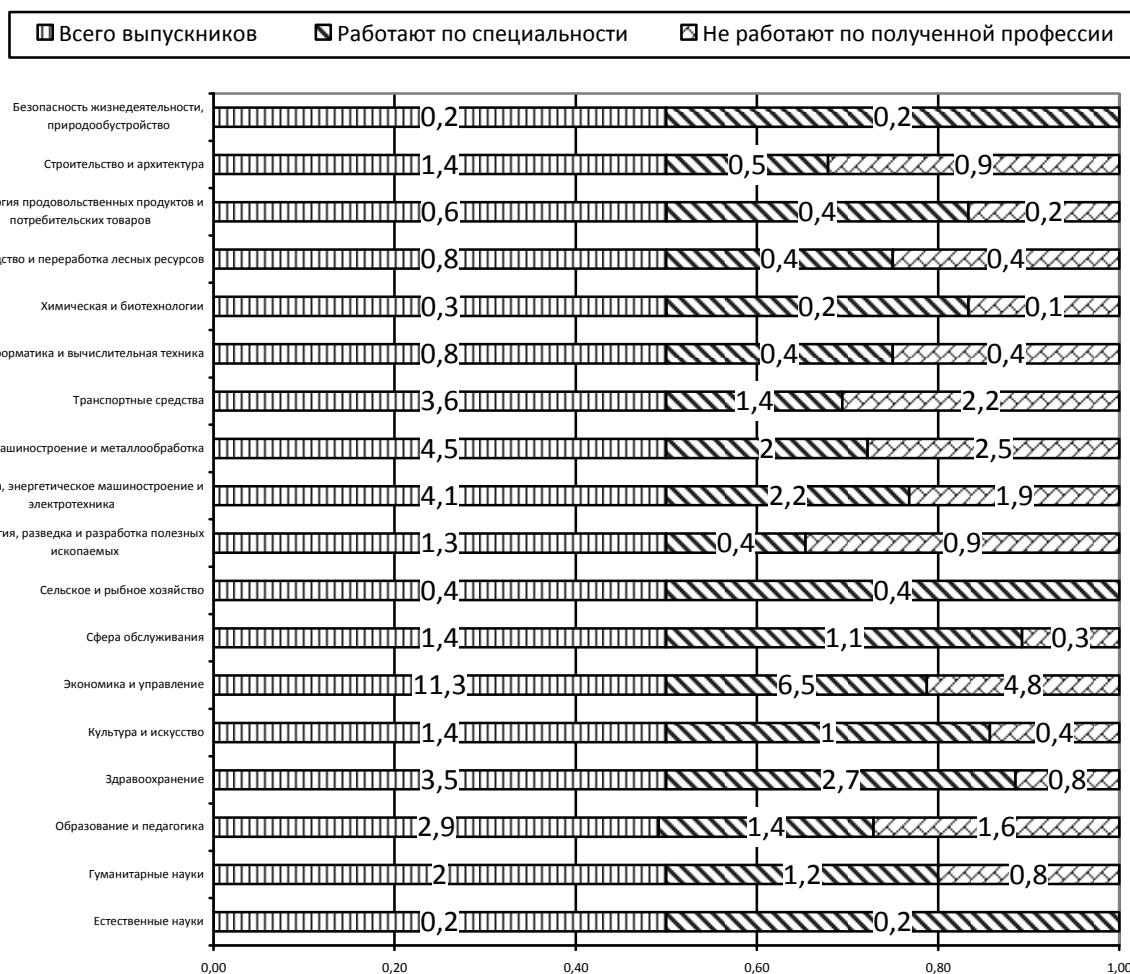 Всего выпускников Работают по специальности Не работают по полученной профессии
Безопасность жизнедеятельности,
природообустройство
0,2 0,2
Строительство и архитектура 1,4 0,5 0,9
гия продовольственных продуктов и
потребительских товаров
0,6 0,4 0,2
ство и переработка лесных ресурсов 0,8 0,4 0,4
Химическая и биотехнологии 0,3 0,2 0,1
орматика и вычислительная техника 0,8 0,4 0,4
Транспортные средства 3,6 1,4 2,2
ашиностроение и металлообработка 4,5 2 2,5
, энергетическое машиностроение и
электротехника
4,1 2,2 1,9
гия, разведка и разработка полезных
ископаемых
1,3 0,4 0,9
Сельское и рыбное хозяйство 0,4 0,4
Сфера обслуживания 1,4 1,1 0,3
Экономика и управление 11,3 6,5 4,8
Культура и искусство 1,4 1 0,4
Здравоохранение 3,5 2,7 0,8
Образование и педагогика 2,9 1,4 1,6
Гуманитарные науки 2 1,2 0,8
Естественные науки 0,2 0,2
0,00 0,20 0,40 0,60 0,80 1,00